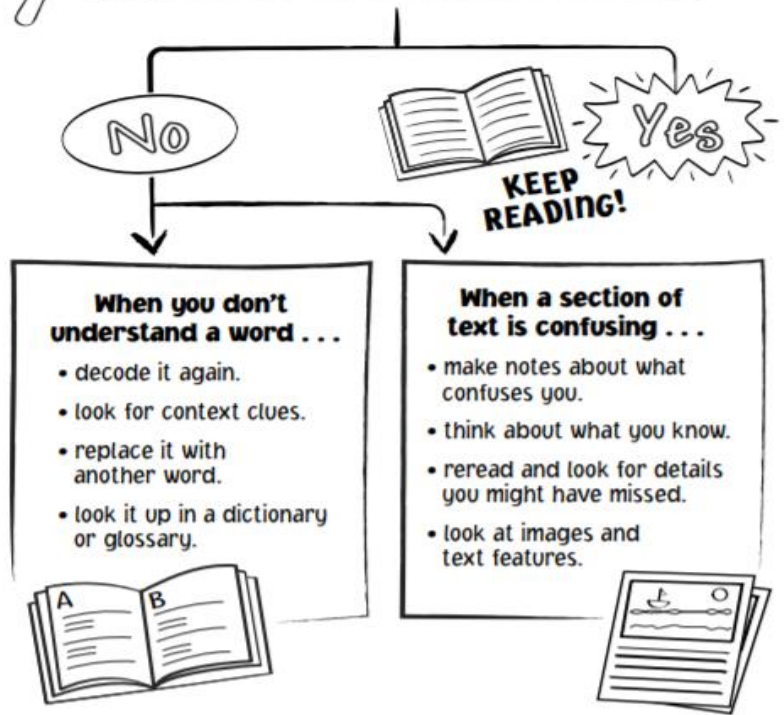 No
Yes
KEEP
READING!
When you don't
understand a word . . .
• decode it again.
• look for context clues.
• replace it with
another word.
• look it up in a dictionary
or glossary.
A
B
When a section of
text is confusing . . .
• make notes about what
confuses you.
• think about what you know.
• reread and look for details
you might have missed.
• look at images and
text features.